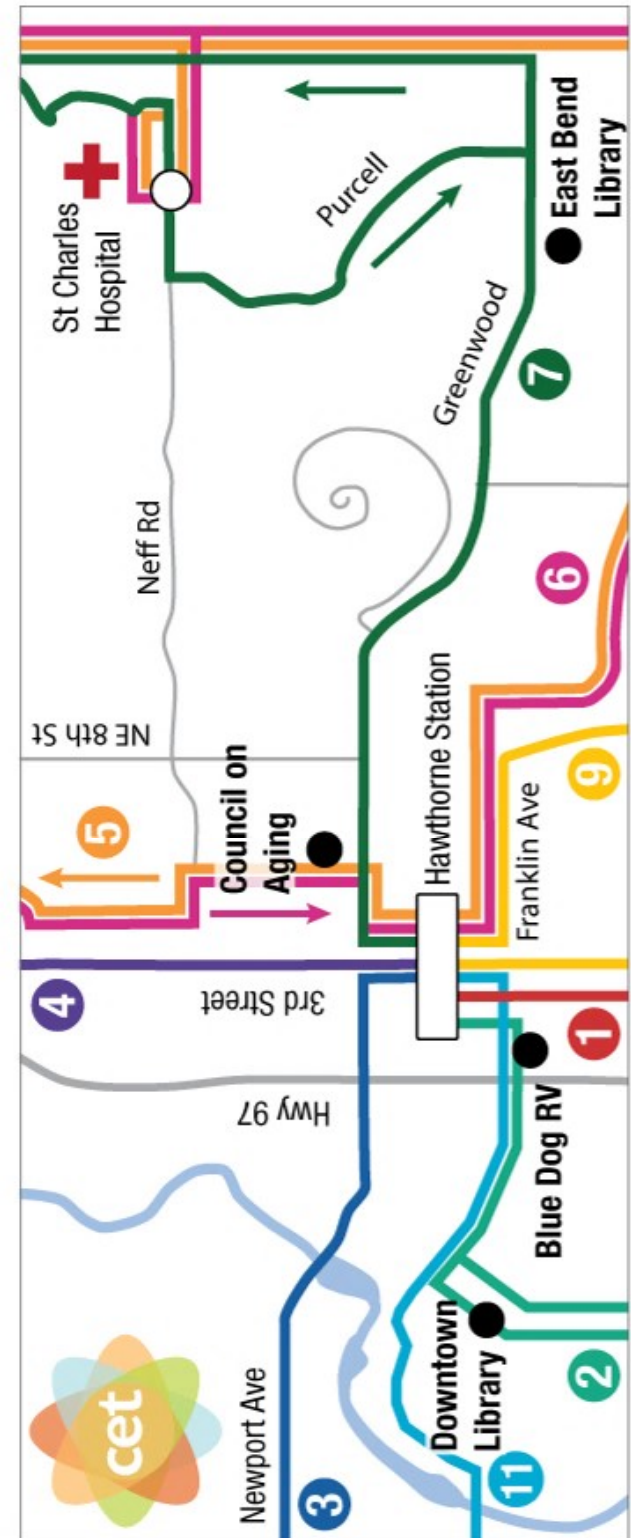 cet
Newport Ave
3
11
Downtown
Library
2
Blue Dog RV
Hwy 97
3rd Street
4
1
Hawthorne Station
Franklin Ave
9
Council on
Aging
5
NE 8th St
6
Neff Rd
Greenwood
7
St Charles
Hospital
Purcell
East Bend
Library